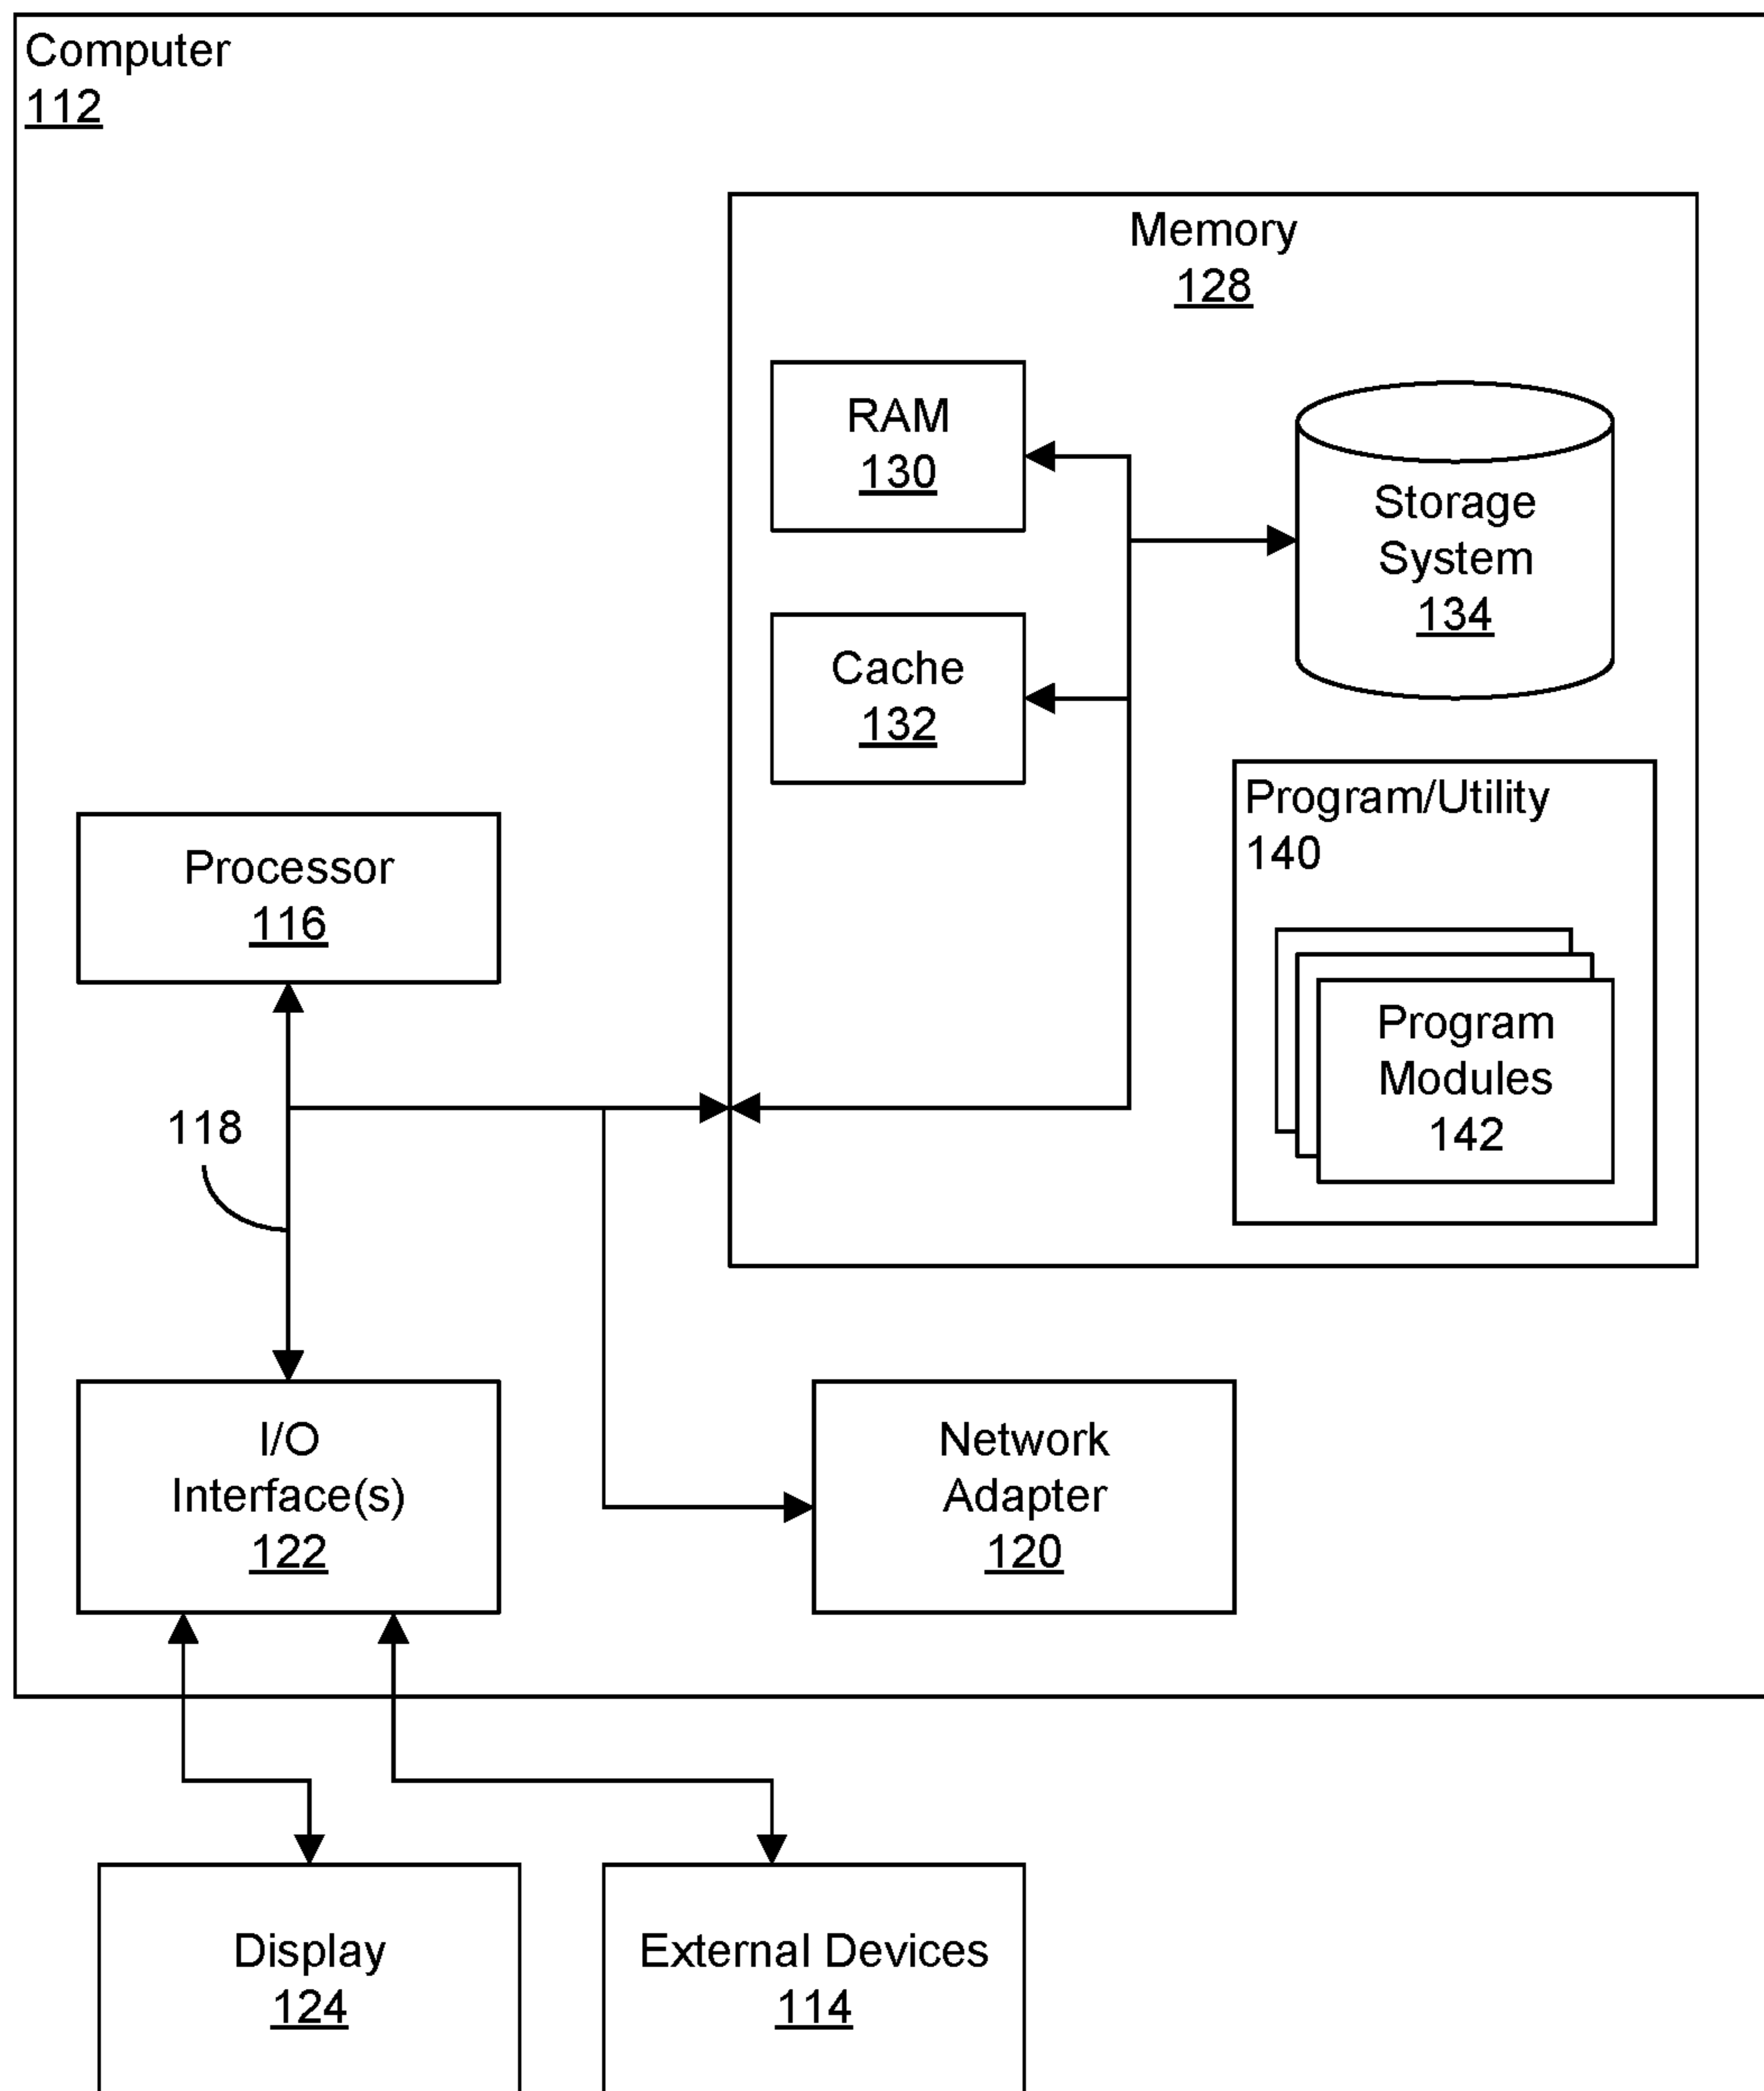 Computer
112
Memory
128
RAM
130
Storage
System
134
Cache
132
Program/Utility
140
Processor
116
Program
Modules
142
118
I/O
Interface(s)
122
Network
Adapter
120
Display
124
External Devices
114